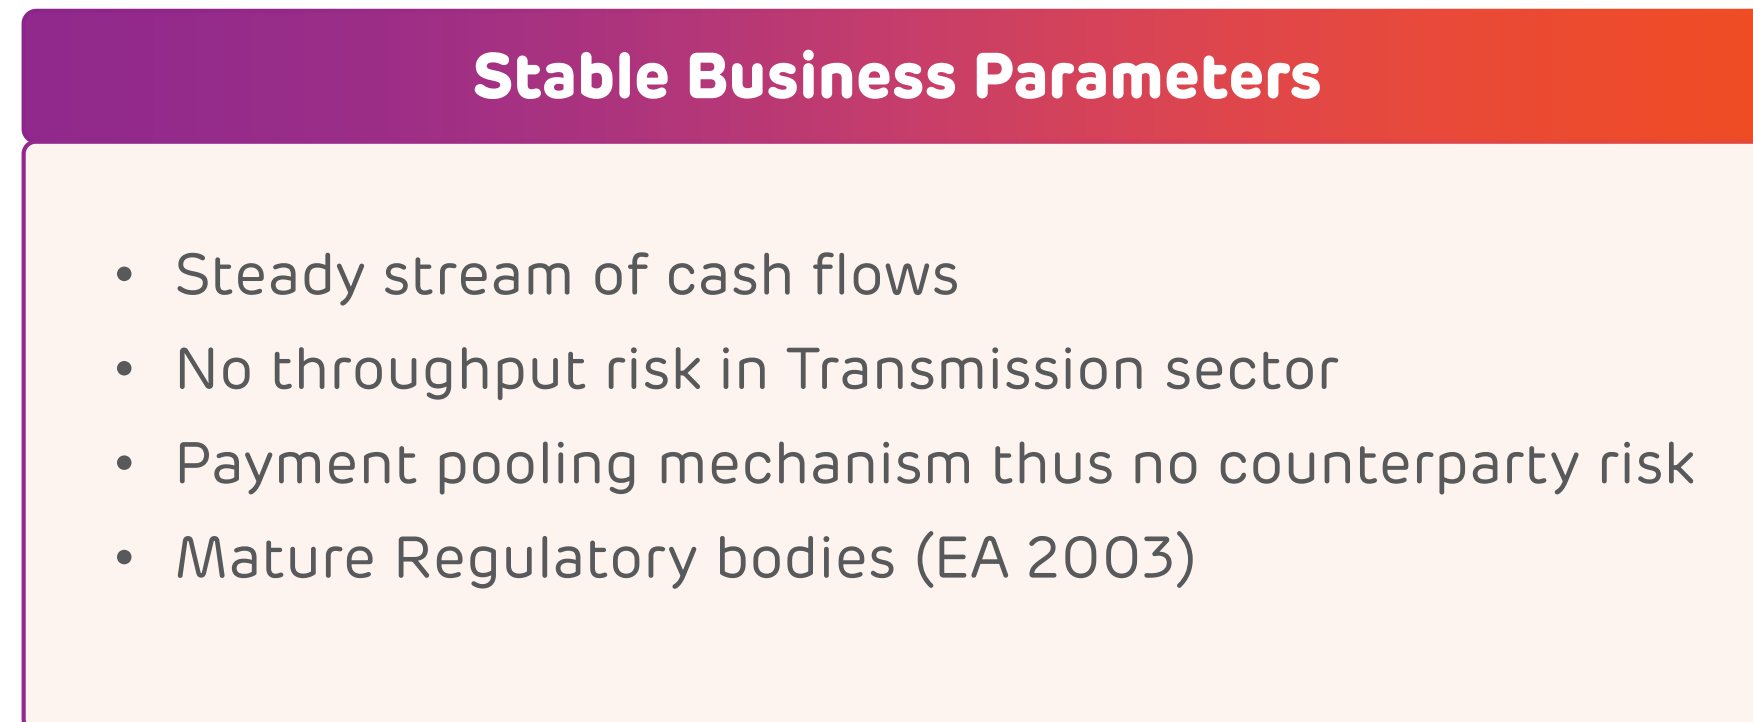 Stable Business Parameters
• Steady stream of cash flows
• No throughput risk in Transmission sector
• Payment pooling mechanism thus no counterparty risk
• Mature Regulatory bodies (EA 2003)